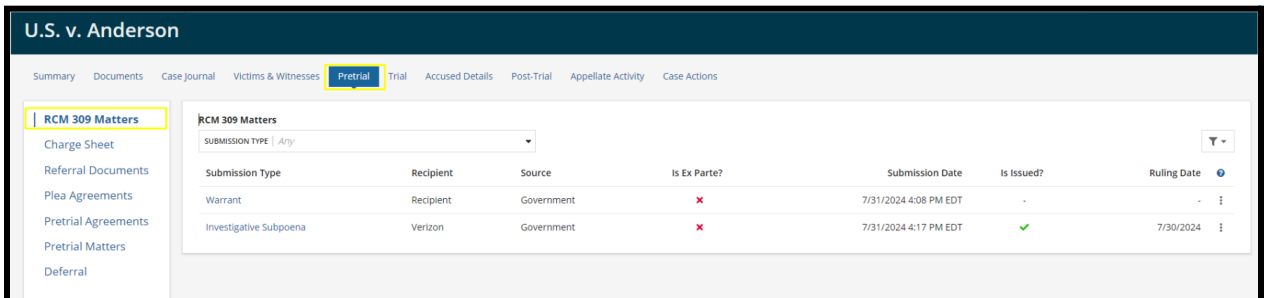 U.S. v. Anderson
Summary Documents Case Journal Victims & Witnesses Pretrial Trial Accused Details Post-Trial Appellate Activity Case Actions
RCM 309 Matters
Charge Sheet
Referral Documents
Plea Agreements
Pretrial Agreements
Pretrial Matters
Deferral
RCM 309 Matters
SUBMISSION TYPE Any
Submission Type Recipient Source Is Ex Parte? Submission Date Is Issued? Ruling Date
Warrant Recipient Government 7/31/2024 4:08 PM EDT - -
Investigative Subpoena Verizon Government 7/31/2024 4:17 PM EDT 7/30/2024